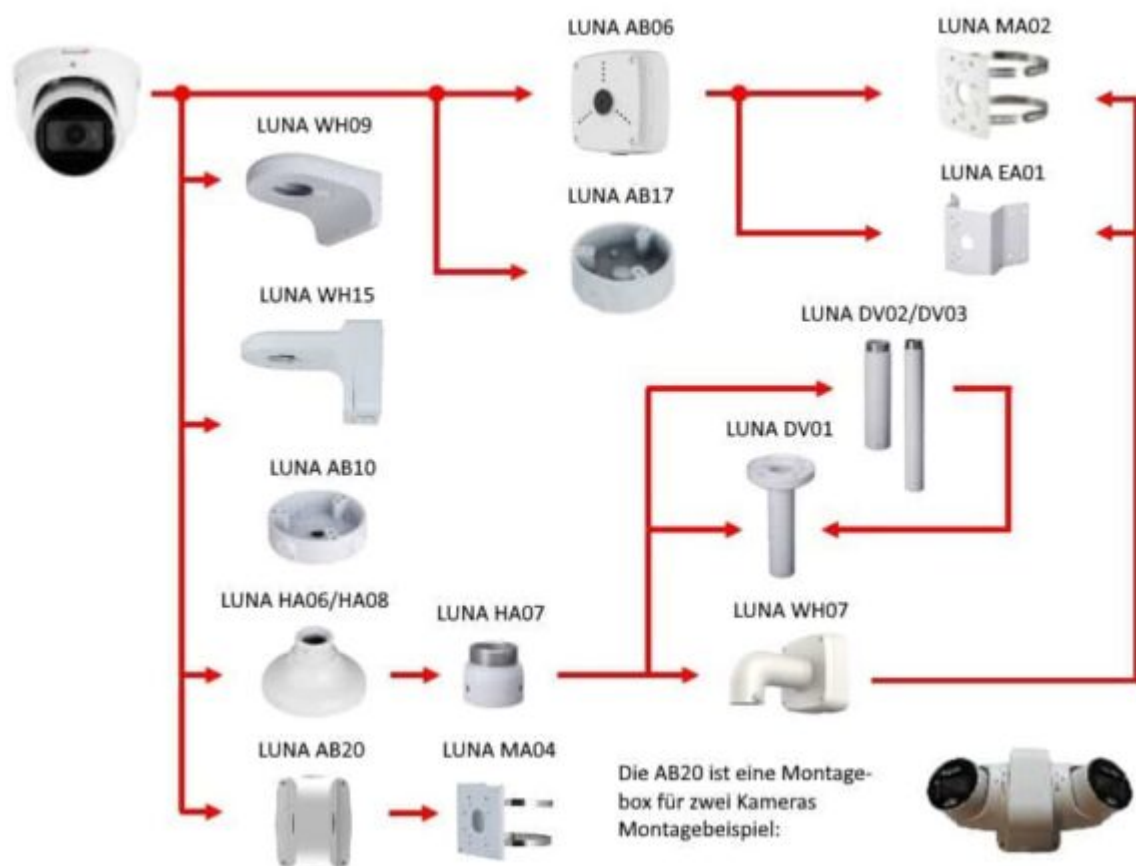 LUNA AB06
LUNA MA02
LUNA WH09
LUNA EA01
LUNA AB17
LUNA WH15
LUNA DV02/DV03
LUNA DV01
LUNA AB10
LUNA HA06/HA08
LUNA HA07
LUNA WH07
LUNA AB20
LUNA MA04
Die AB20 ist eine Montage-
box für zwei Kameras
Montagebeispiel: